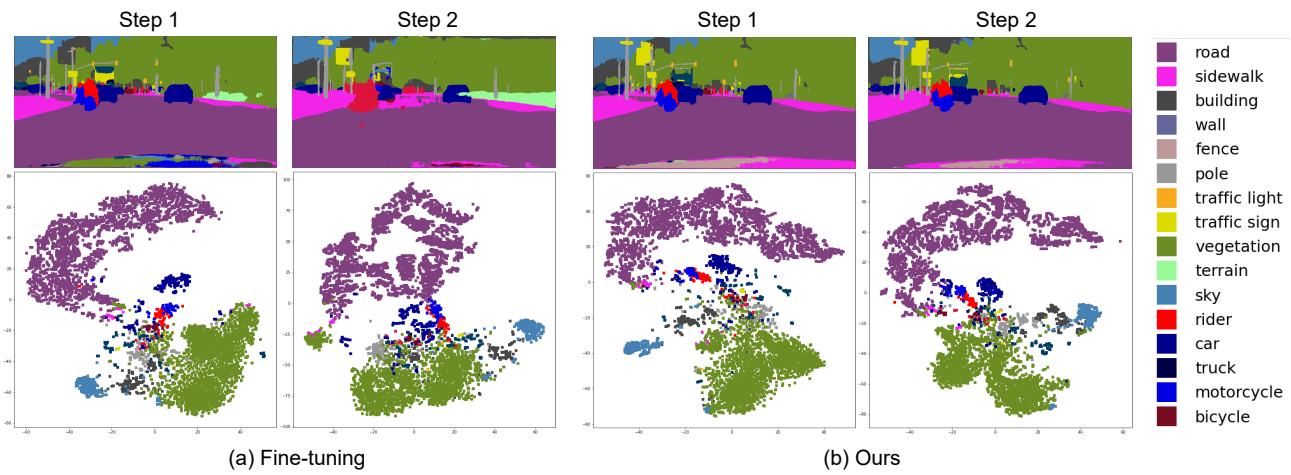 Step 1
Step 2
Step 1
Step 2
road
sidewalk
building
wall
fence
pole
traffic light
traffic sign
vegetation
terrain
sky
rider
car
truck
motorcycle
bicycle
(a) Fine-tuning
(b) Ours